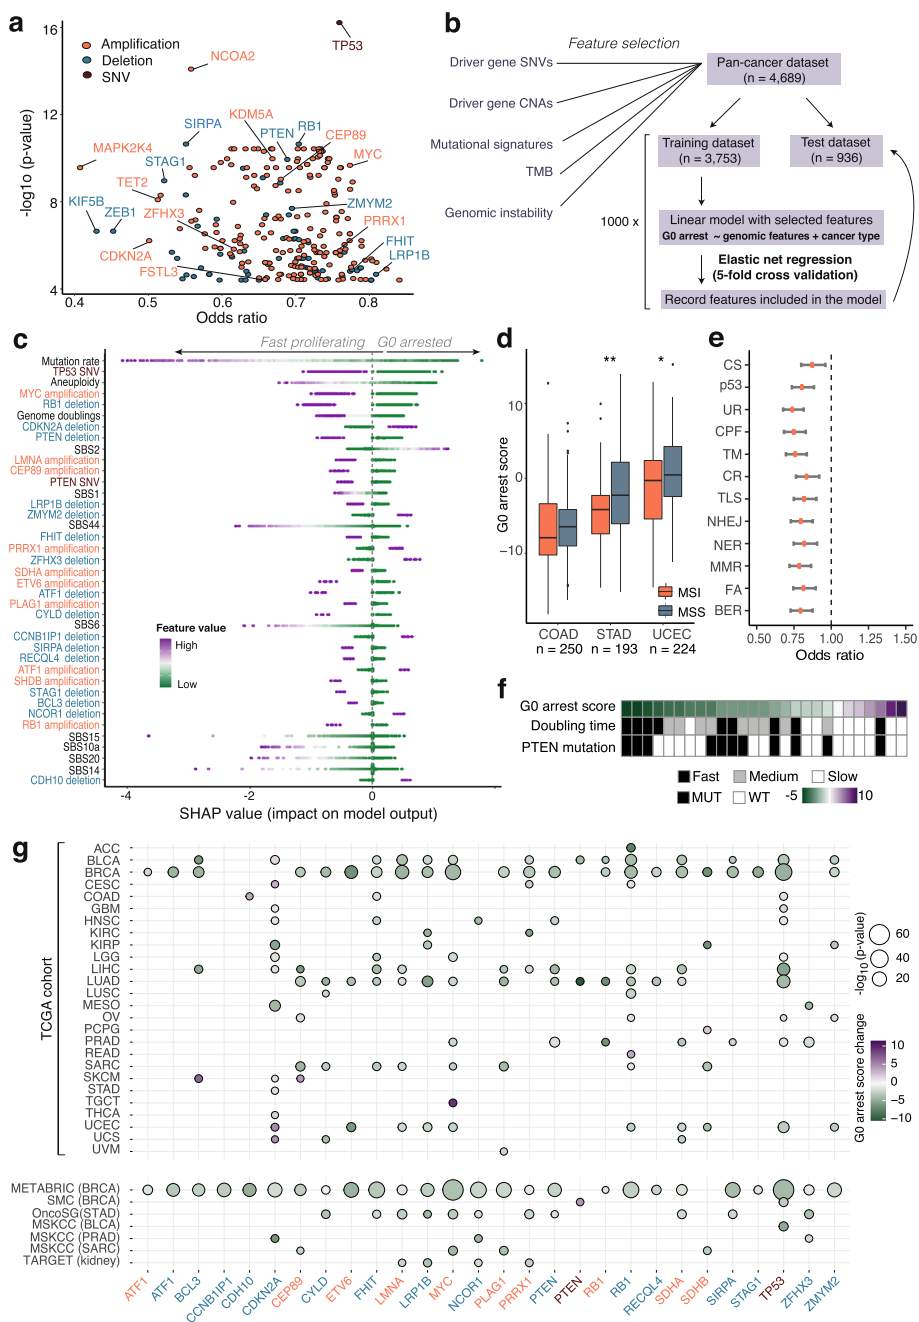 a
16
12
8
4
-log10 (p-value)
Amplification
Deletion
SNV
TP53
NCOA2
KDM5A
SIRPA
PTEN
RB1
CEP89
MAPK2K4
STAG1
MYC
TET2
KIF5B
ZEB1
ZFHX3
ZMYM2
PRRX1
CDKN2A
FHIT
FSTL3
LRP1B
0.4
0.5
0.6
0.7
0.8
Odds ratio
b
Feature selection
Driver gene SNVs
Driver gene CNAs
Mutational signatures
TMB
Genomic instability
Pan-cancer dataset
(n = 4,689)
Training dataset
(n = 3,753)
Test dataset
(n = 936)
1000 x
Linear model with selected features
G0 arrest ~ genomic features + cancer type
Elastic net regression
(5-fold cross validation)
Record features included in the model
c
Fast proliferating
G0 arrested
Mutation rate
TP53 SNV
Aneuploidy
MYC amplification
RB1 deletion
Genome doublings
CDKN2A deletion
PTEN deletion
SBS2
LMNA amplification
CEP89 amplification
PTEN SNV
SBS1
LRP1B deletion
ZMYM2 deletion
SBS44
FHIT deletion
PRRX1 amplification
ZFHX3 deletion
SDHA amplification
ETV6 amplification
ATF1 deletion
PLAG1 amplification
CYLD deletion
SBS6
CCNB1IP1 deletion
SIRPA deletion
RECQL4 deletion
ATF1 amplification
SHDB amplification
STAG1 deletion
BCL3 deletion
NCOR1 deletion
RB1 amplification
SBS15
SBS10a
SBS20
SBS14
CDH10 deletion
Feature value
High
Low
-4
-2
0
SHAP value (impact on model output)
d
G0 arrest score
10
0
-10
**
*
MSI
MSS
COAD
STAD
UCEC
n = 250
n = 193
n = 224
e
CS
p53
UR
CPF
TM
CR
TLS
NHEJ
NER
MMR
FA
BER
0.50
0.75
1.00
1.25
1.50
Odds ratio
f
G0 arrest score
Doubling time
PTEN mutation
Fast
Medium
Slow
MUT
WT
-5
10
g
TCGA cohort
ACC
BLCA
BRCA
CESC
COAD
GBM
HNSC
KIRC
KIRP
LGG
LIHC
LUAD
LUSC
MESO
OV
PCPG
PRAD
READ
SARC
SKCM
STAD
TGCT
THCA
UCEC
UCS
UVM
METABRIC (BRCA)
SMC (BRCA)
OncoSG(STAD)
MSKCC (BLCA)
MSKCC (PRAD)
MSKCC (SARC)
TARGET (kidney)
ATF1
ATF1
BCL3
CCNB1IP1
CDH10
CDKN2A
CEP89
CYLD
ETV6
FHIT
LMNA
LRP1B
MYC
NCOR1
PLAG1
PRRX1
PTEN
PTEN
RB1
RB1
RECQL4
SDHA
SDHB
SIRPA
STAG1
TP53
ZFHX3
ZMYM2
-log10 (p-value)
60
40
20
G0 arrest score change
10
5
0
−5
−10